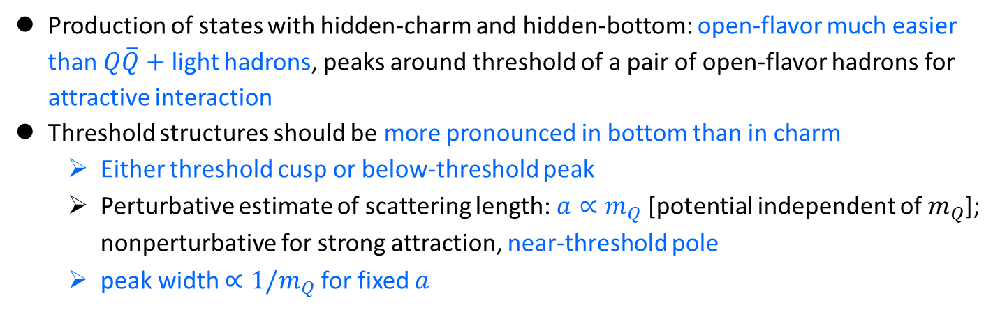 ● Production of states with hidden-charm and hidden-bottom: open-flavor much easier
than $Q\bar{Q}$ + light hadrons, peaks around threshold of a pair of open-flavor hadrons for
attractive interaction
● Threshold structures should be more pronounced in bottom than in charm
➢ Either threshold cusp or below-threshold peak
➢ Perturbative estimate of scattering length: $a \propto m_Q$ [potential independent of $m_Q$];
nonperturbative for strong attraction, near-threshold pole
➢ peak width $\propto 1/m_Q$ for fixed $a$